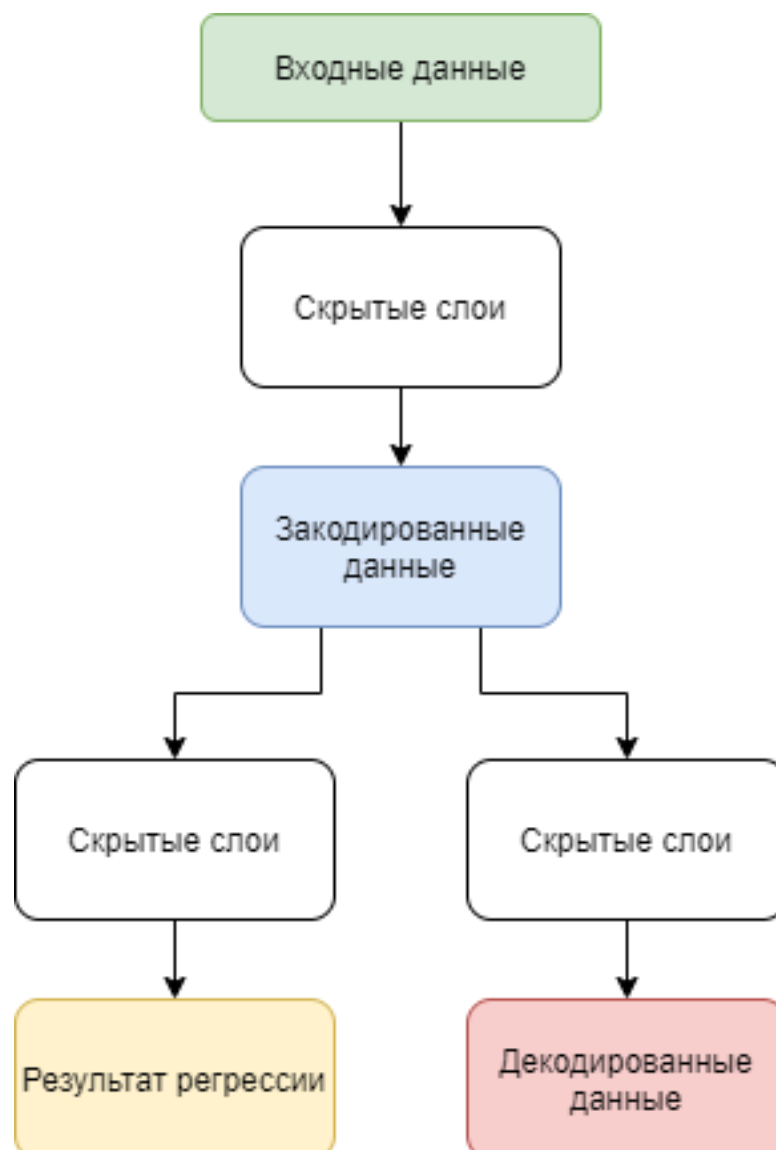 Входные данные
Скрытые слои
Закодированные
данные
Скрытые слои
Скрытые слои
Результат регрессии
Декодированные
данные